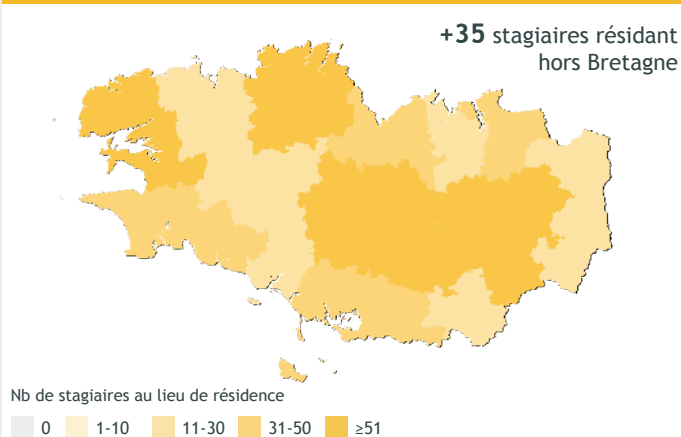 +35 stagiaires résidant
hors Bretagne
Nb de stagiaires au lieu de résidence
0 1-10 11-30 31-50 ≥51